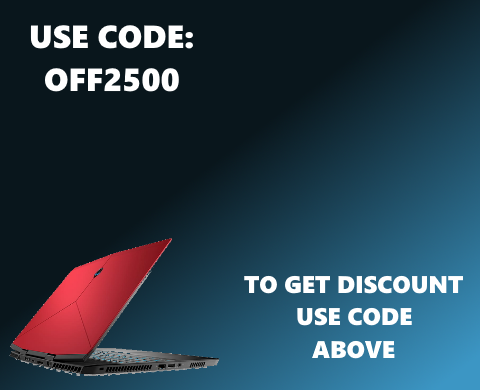 USE CODE:
OFF2500
TO GET DISCOUNT
USE CODE
ABOVE